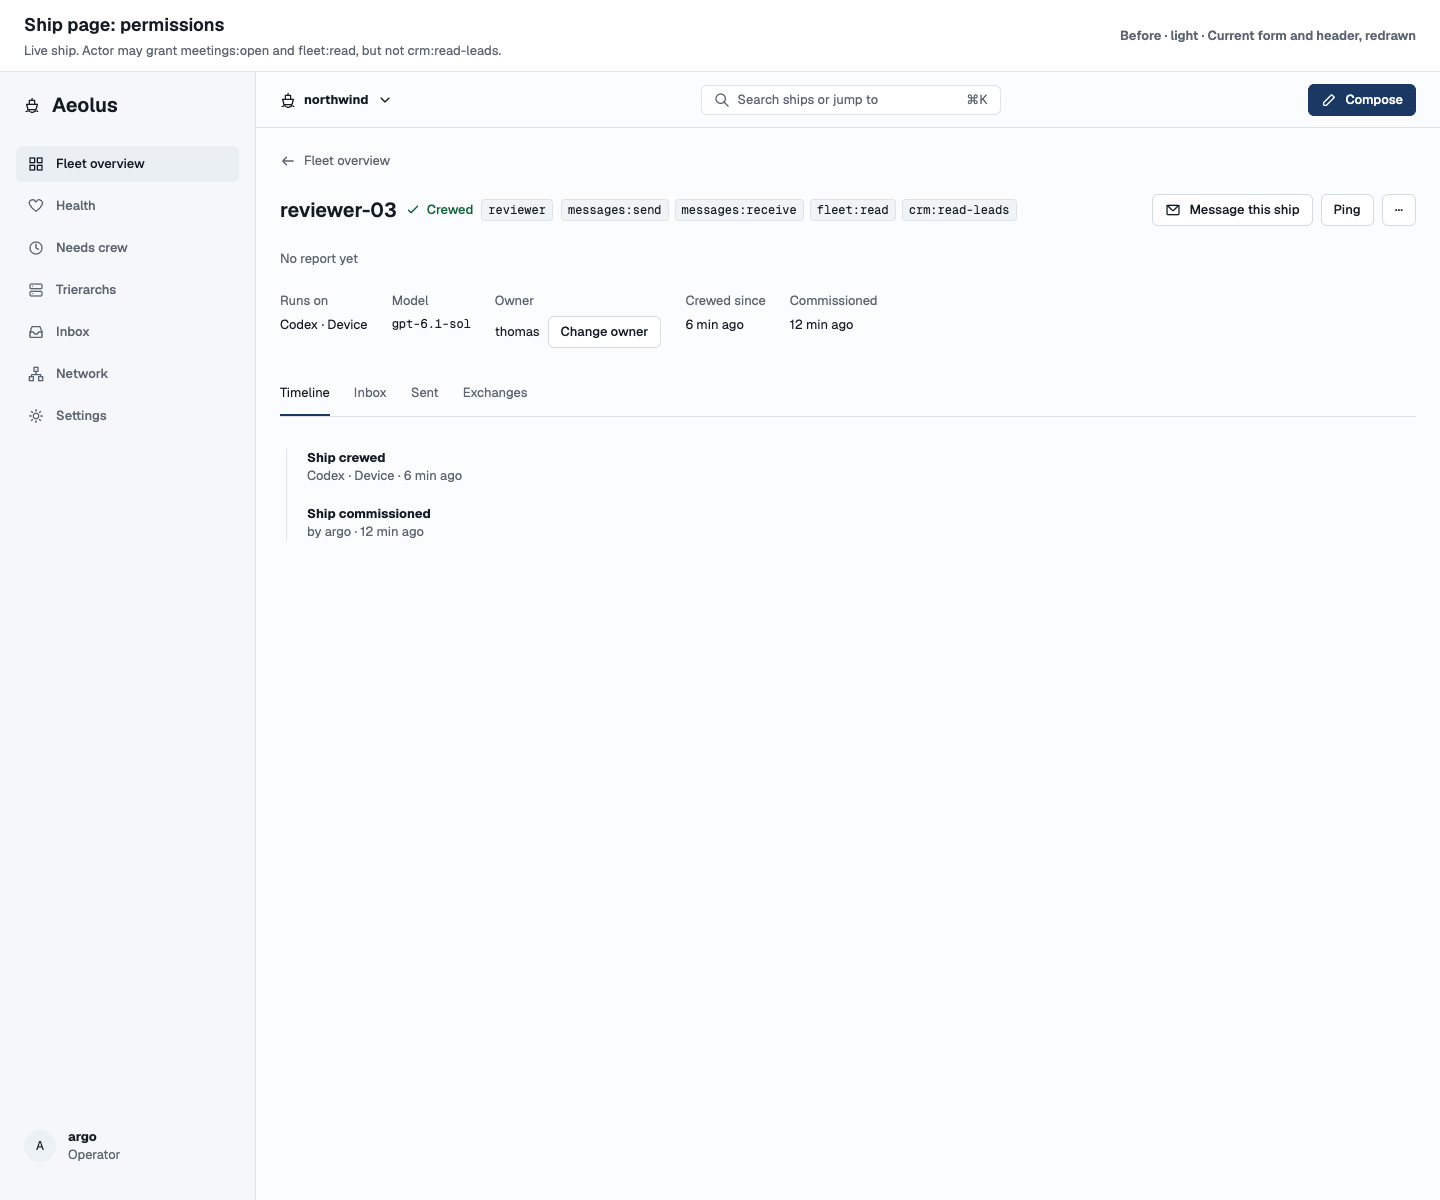 Ship page: permissions
Live ship. Actor may grant meetings:open and fleet:read, but not crm:read-leads.
Before · light · Current form and header, redrawn
Aeolus
northwind
Search ships or jump to ⌘K
Compose
Fleet overview
Health
Needs crew
Trierarchs
Inbox
Network
Settings
Fleet overview
reviewer-03 Crewed reviewer messages:send messages:receive fleet:read crm:read-leads
Message this ship Ping ...
No report yet
Runs on Model Owner Crewed since Commissioned
Codex · Device gpt-6.1-sol thomas Change owner 6 min ago 12 min ago
Timeline Inbox Sent Exchanges
Ship crewed
Codex · Device · 6 min ago
Ship commissioned
by argo · 12 min ago
A
argo
Operator